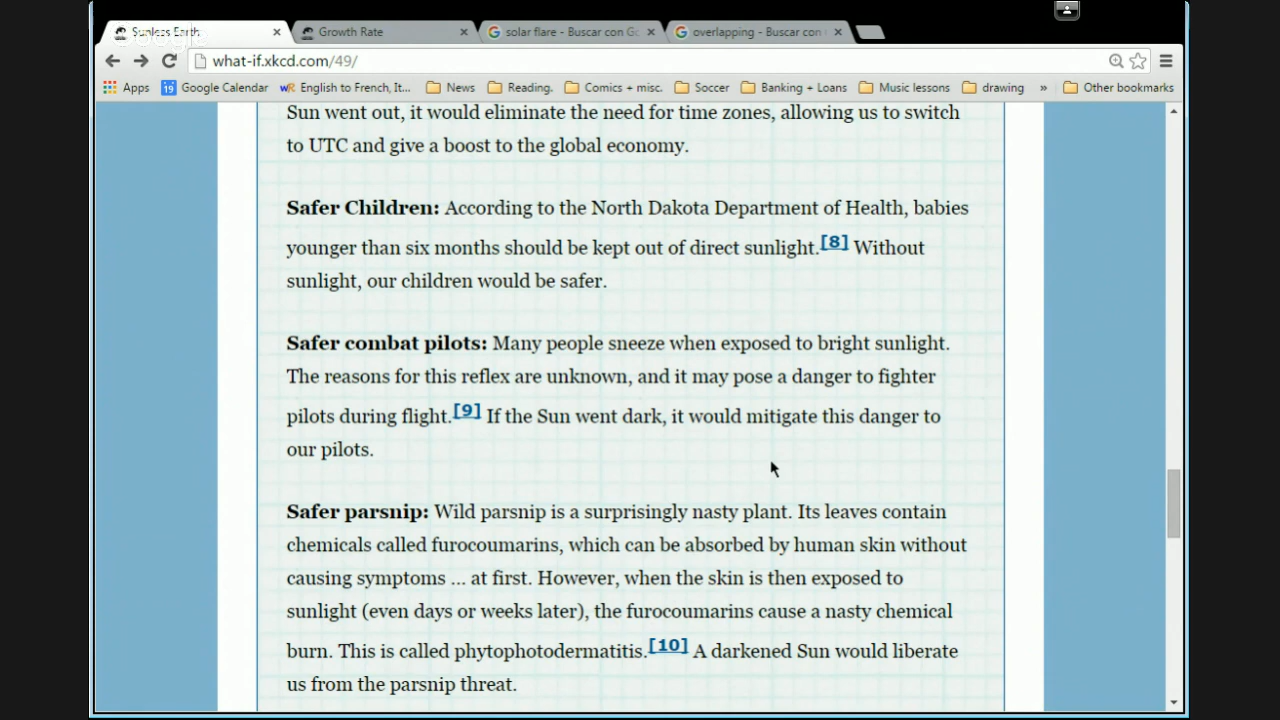 Sunless Earth
Growth Rate
solar flare - Buscar con Go
overlapping - Buscar con
what-if.xkcd.com/49/
Apps
19
Google Calendar
English to French, It...
News
Reading.
Comics + misc.
Soccer
Banking + Loans
Music lessons
drawing
»
Other bookmarks
Sun went out, it would eliminate the need for time zones, allowing us to switch
to UTC and give a boost to the global economy.
Safer Children: According to the North Dakota Department of Health, babies
younger than six months should be kept out of direct sunlight.[8] Without
sunlight, our children would be safer.
Safer combat pilots: Many people sneeze when exposed to bright sunlight.
The reasons for this reflex are unknown, and it may pose a danger to fighter
pilots during flight.[9] If the Sun went dark, it would mitigate this danger to
our pilots.
Safer parsnip: Wild parsnip is a surprisingly nasty plant. Its leaves contain
chemicals called furocoumarins, which can be absorbed by human skin without
causing symptoms ... at first. However, when the skin is then exposed to
sunlight (even days or weeks later), the furocoumarins cause a nasty chemical
burn. This is called phytophotodermatitis.[10] A darkened Sun would liberate
us from the parsnip threat.